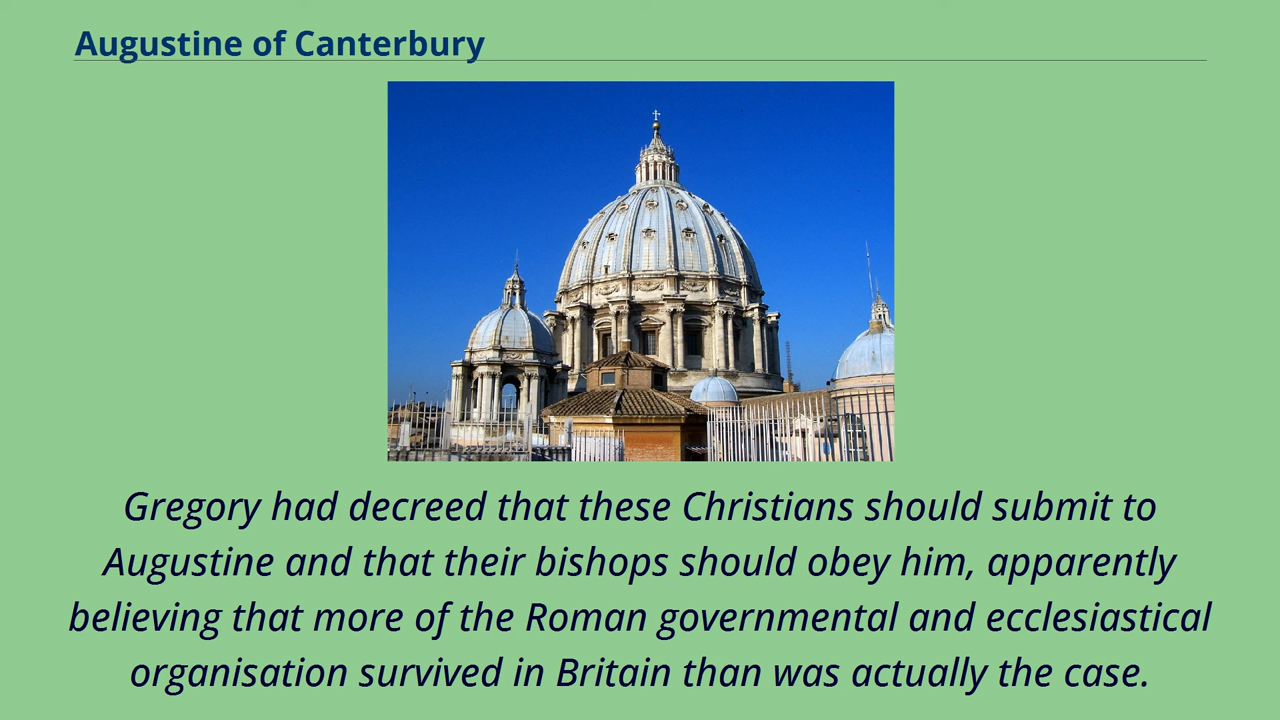 Augustine of Canterbury
Gregory had decreed that these Christians should submit to
Augustine and that their bishops should obey him, apparently
believing that more of the Roman governmental and ecclesiastical
organisation survived in Britain than was actually the case.